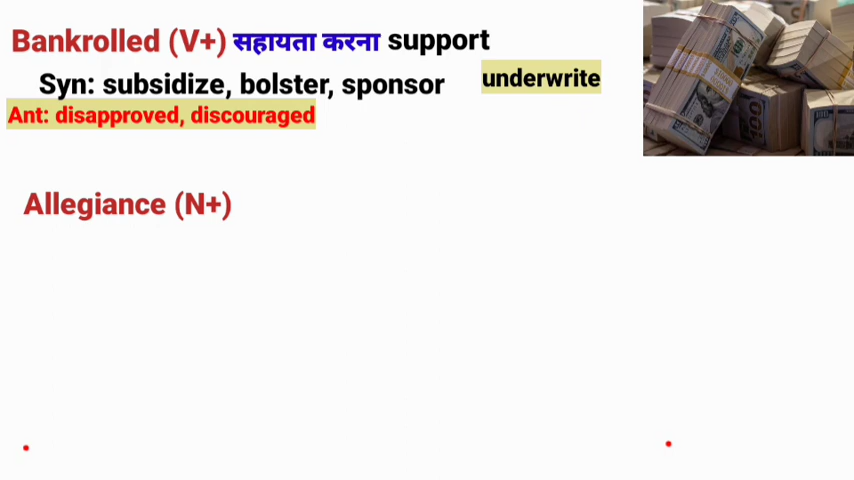 Bankrolled (V+) सहायता करना support
Syn: subsidize, bolster, sponsor underwrite
Ant: disapproved, discouraged
Allegiance (N+)